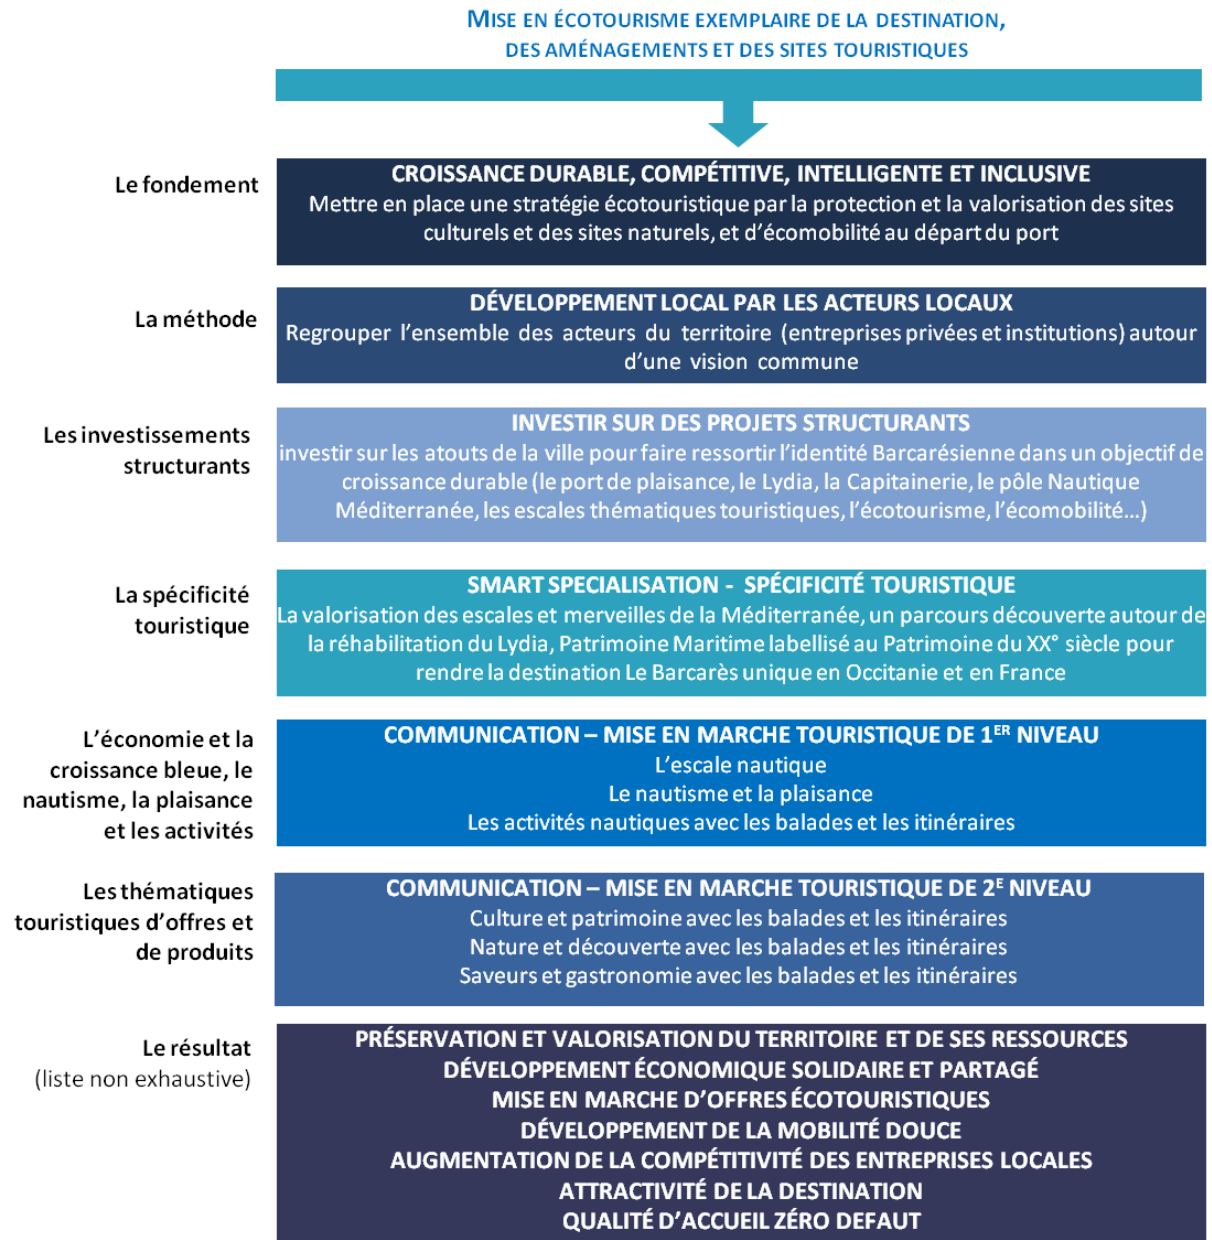 MISE EN ÉCOTOURISME EXEMPLAIRE DE LA DESTINATION,
DES AMÉNAGEMENTS ET DES SITES TOURISTIQUES
Le fondement
CROISSANCE DURABLE, COMPÉTITIVE, INTELLIGENTE ET INCLUSIVE
Mettre en place une stratégie écotouristique par la protection et la valorisation des sites
culturels et des sites naturels, et d'écomobilité au départ du port
La méthode
DÉVELOPPEMENT LOCAL PAR LES ACTEURS LOCAUX
Regrouper l'ensemble des acteurs du territoire (entreprises privées et institutions) autour
d'une vision commune
Les investissements
structurants
INVESTIR SUR DES PROJETS STRUCTURANTS
investir sur les atouts de la ville pour faire ressortir l'identité Barcarésienne dans un objectif de
croissance durable (le port de plaisance, le Lydia, la Capitainerie, le pôle Nautique
Méditerranée, les escales thématiques touristiques, l'écotourisme, l'écomobilité…)
La spécificité
touristique
SMART SPECIALISATION - SPÉCIFICITÉ TOURISTIQUE
La valorisation des escales et merveilles de la Méditerranée, un parcours découverte autour de
la réhabilitation du Lydia, Patrimoine Maritime labellisé au Patrimoine du XX° siècle pour
rendre la destination Le Barcarès unique en Occitanie et en France
L'économie et la
croissance bleue, le
nautisme, la plaisance
et les activités
COMMUNICATION – MISE EN MARCHE TOURISTIQUE DE 1ER NIVEAU
L'escale nautique
Le nautisme et la plaisance
Les activités nautiques avec les balades et les itinéraires
Les thématiques
touristiques d'offres et
de produits
COMMUNICATION – MISE EN MARCHE TOURISTIQUE DE 2E NIVEAU
Culture et patrimoine avec les balades et les itinéraires
Nature et découverte avec les balades et les itinéraires
Saveurs et gastronomie avec les balades et les itinéraires
Le résultat
(liste non exhaustive)
PRÉSERVATION ET VALORISATION DU TERRITOIRE ET DE SES RESSOURCES
DÉVELOPPEMENT ÉCONOMIQUE SOLIDAIRE ET PARTAGÉ
MISE EN MARCHE D'OFFRES ÉCOTOURISTIQUES
DÉVELOPPEMENT DE LA MOBILITÉ DOUCE
AUGMENTATION DE LA COMPÉTITIVITÉ DES ENTREPRISES LOCALES
ATTRACTIVITÉ DE LA DESTINATION
QUALITÉ D'ACCUEIL ZÉRO DEFAUT